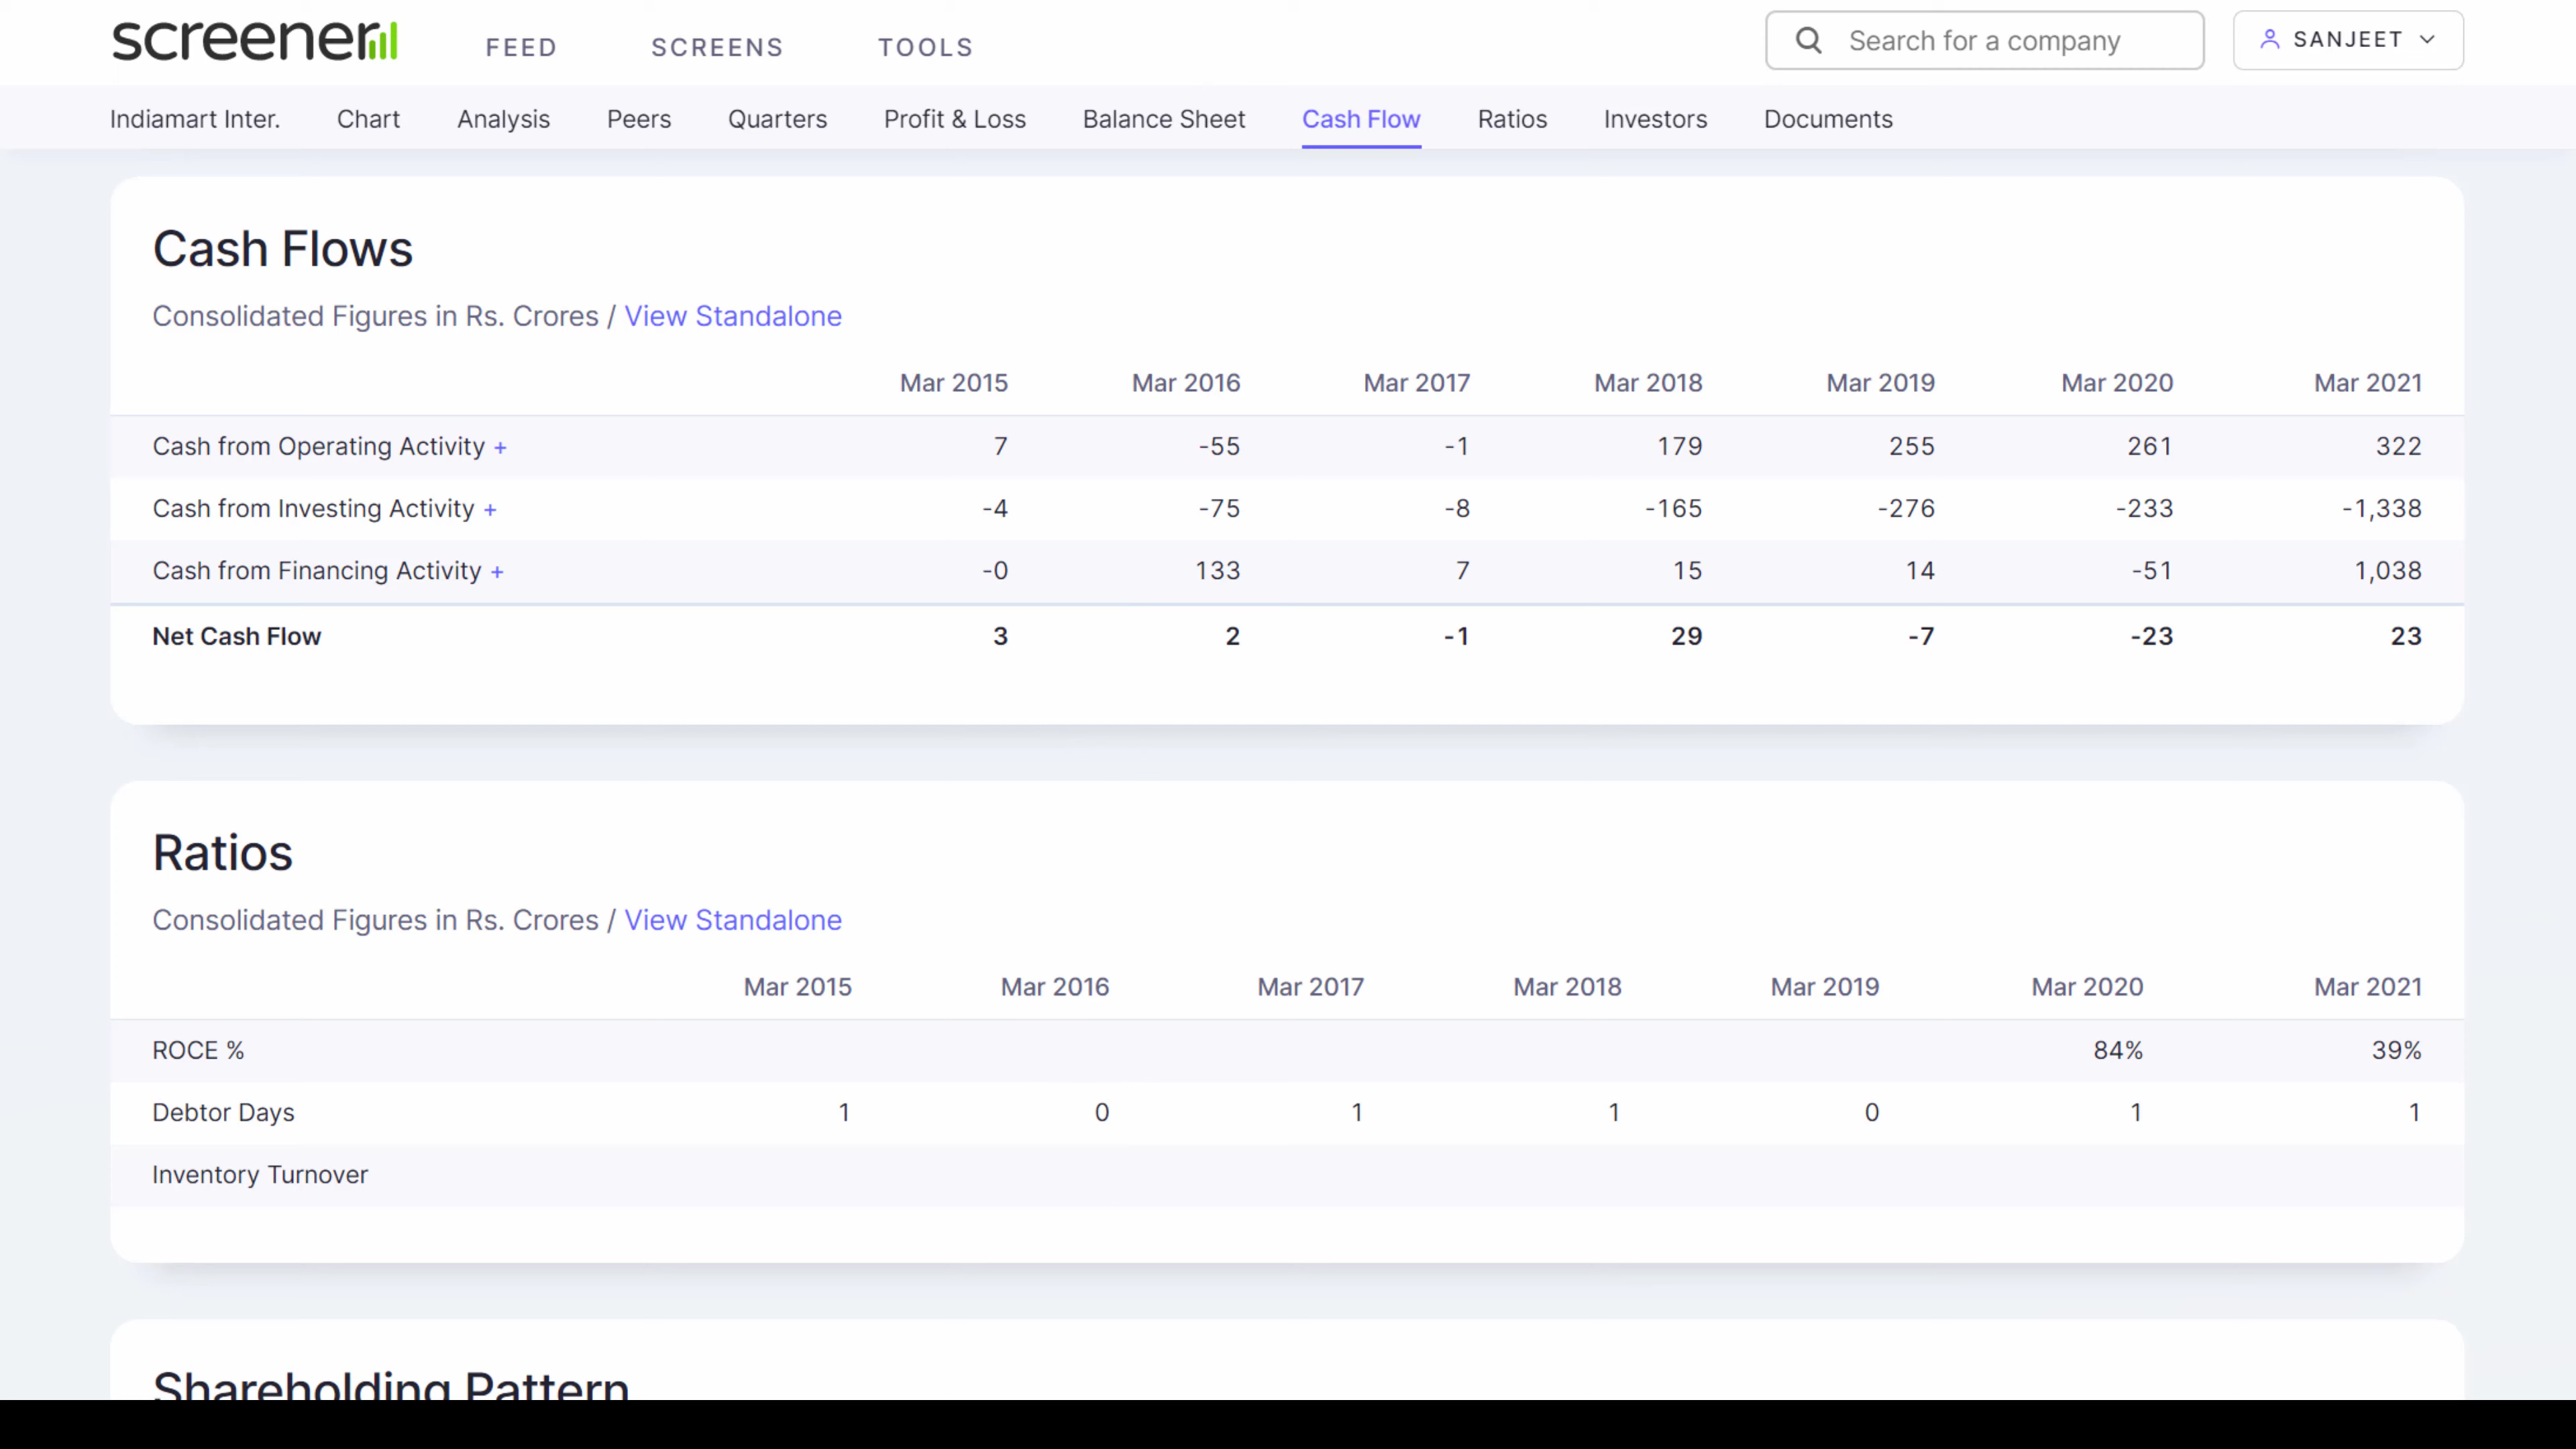 screener FEED SCREENS TOOLS Search for a company SANJEET
Indiamart Inter. Chart Analysis Peers Quarters Profit & Loss Balance Sheet Cash Flow Ratios Investors Documents
Cash Flows
Consolidated Figures in Rs. Crores / View Standalone
Mar 2015 Mar 2016 Mar 2017 Mar 2018 Mar 2019 Mar 2020 Mar 2021
Cash from Operating Activity + 7 -55 -1 179 255 261 322
Cash from Investing Activity + -4 -75 -8 -165 -276 -233 -1,338
Cash from Financing Activity + -0 133 7 15 14 -51 1,038
Net Cash Flow 3 2 -1 29 -7 -23 23
Ratios
Consolidated Figures in Rs. Crores / View Standalone
Mar 2015 Mar 2016 Mar 2017 Mar 2018 Mar 2019 Mar 2020 Mar 2021
ROCE % 84% 39%
Debtor Days 1 0 1 1 0 1 1
Inventory Turnover
Shareholding Pattern